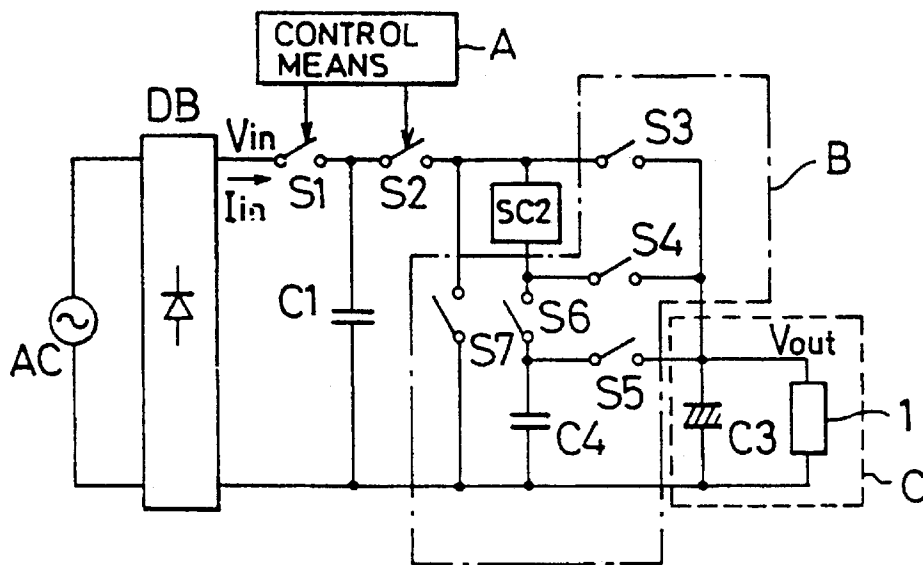 CONTROL
MEANS
A
DB
Vin
Iin
S1
S2
S3
B
SC2
S4
AC
C1
S7
S6
S5
Vout
C4
C3
1
C